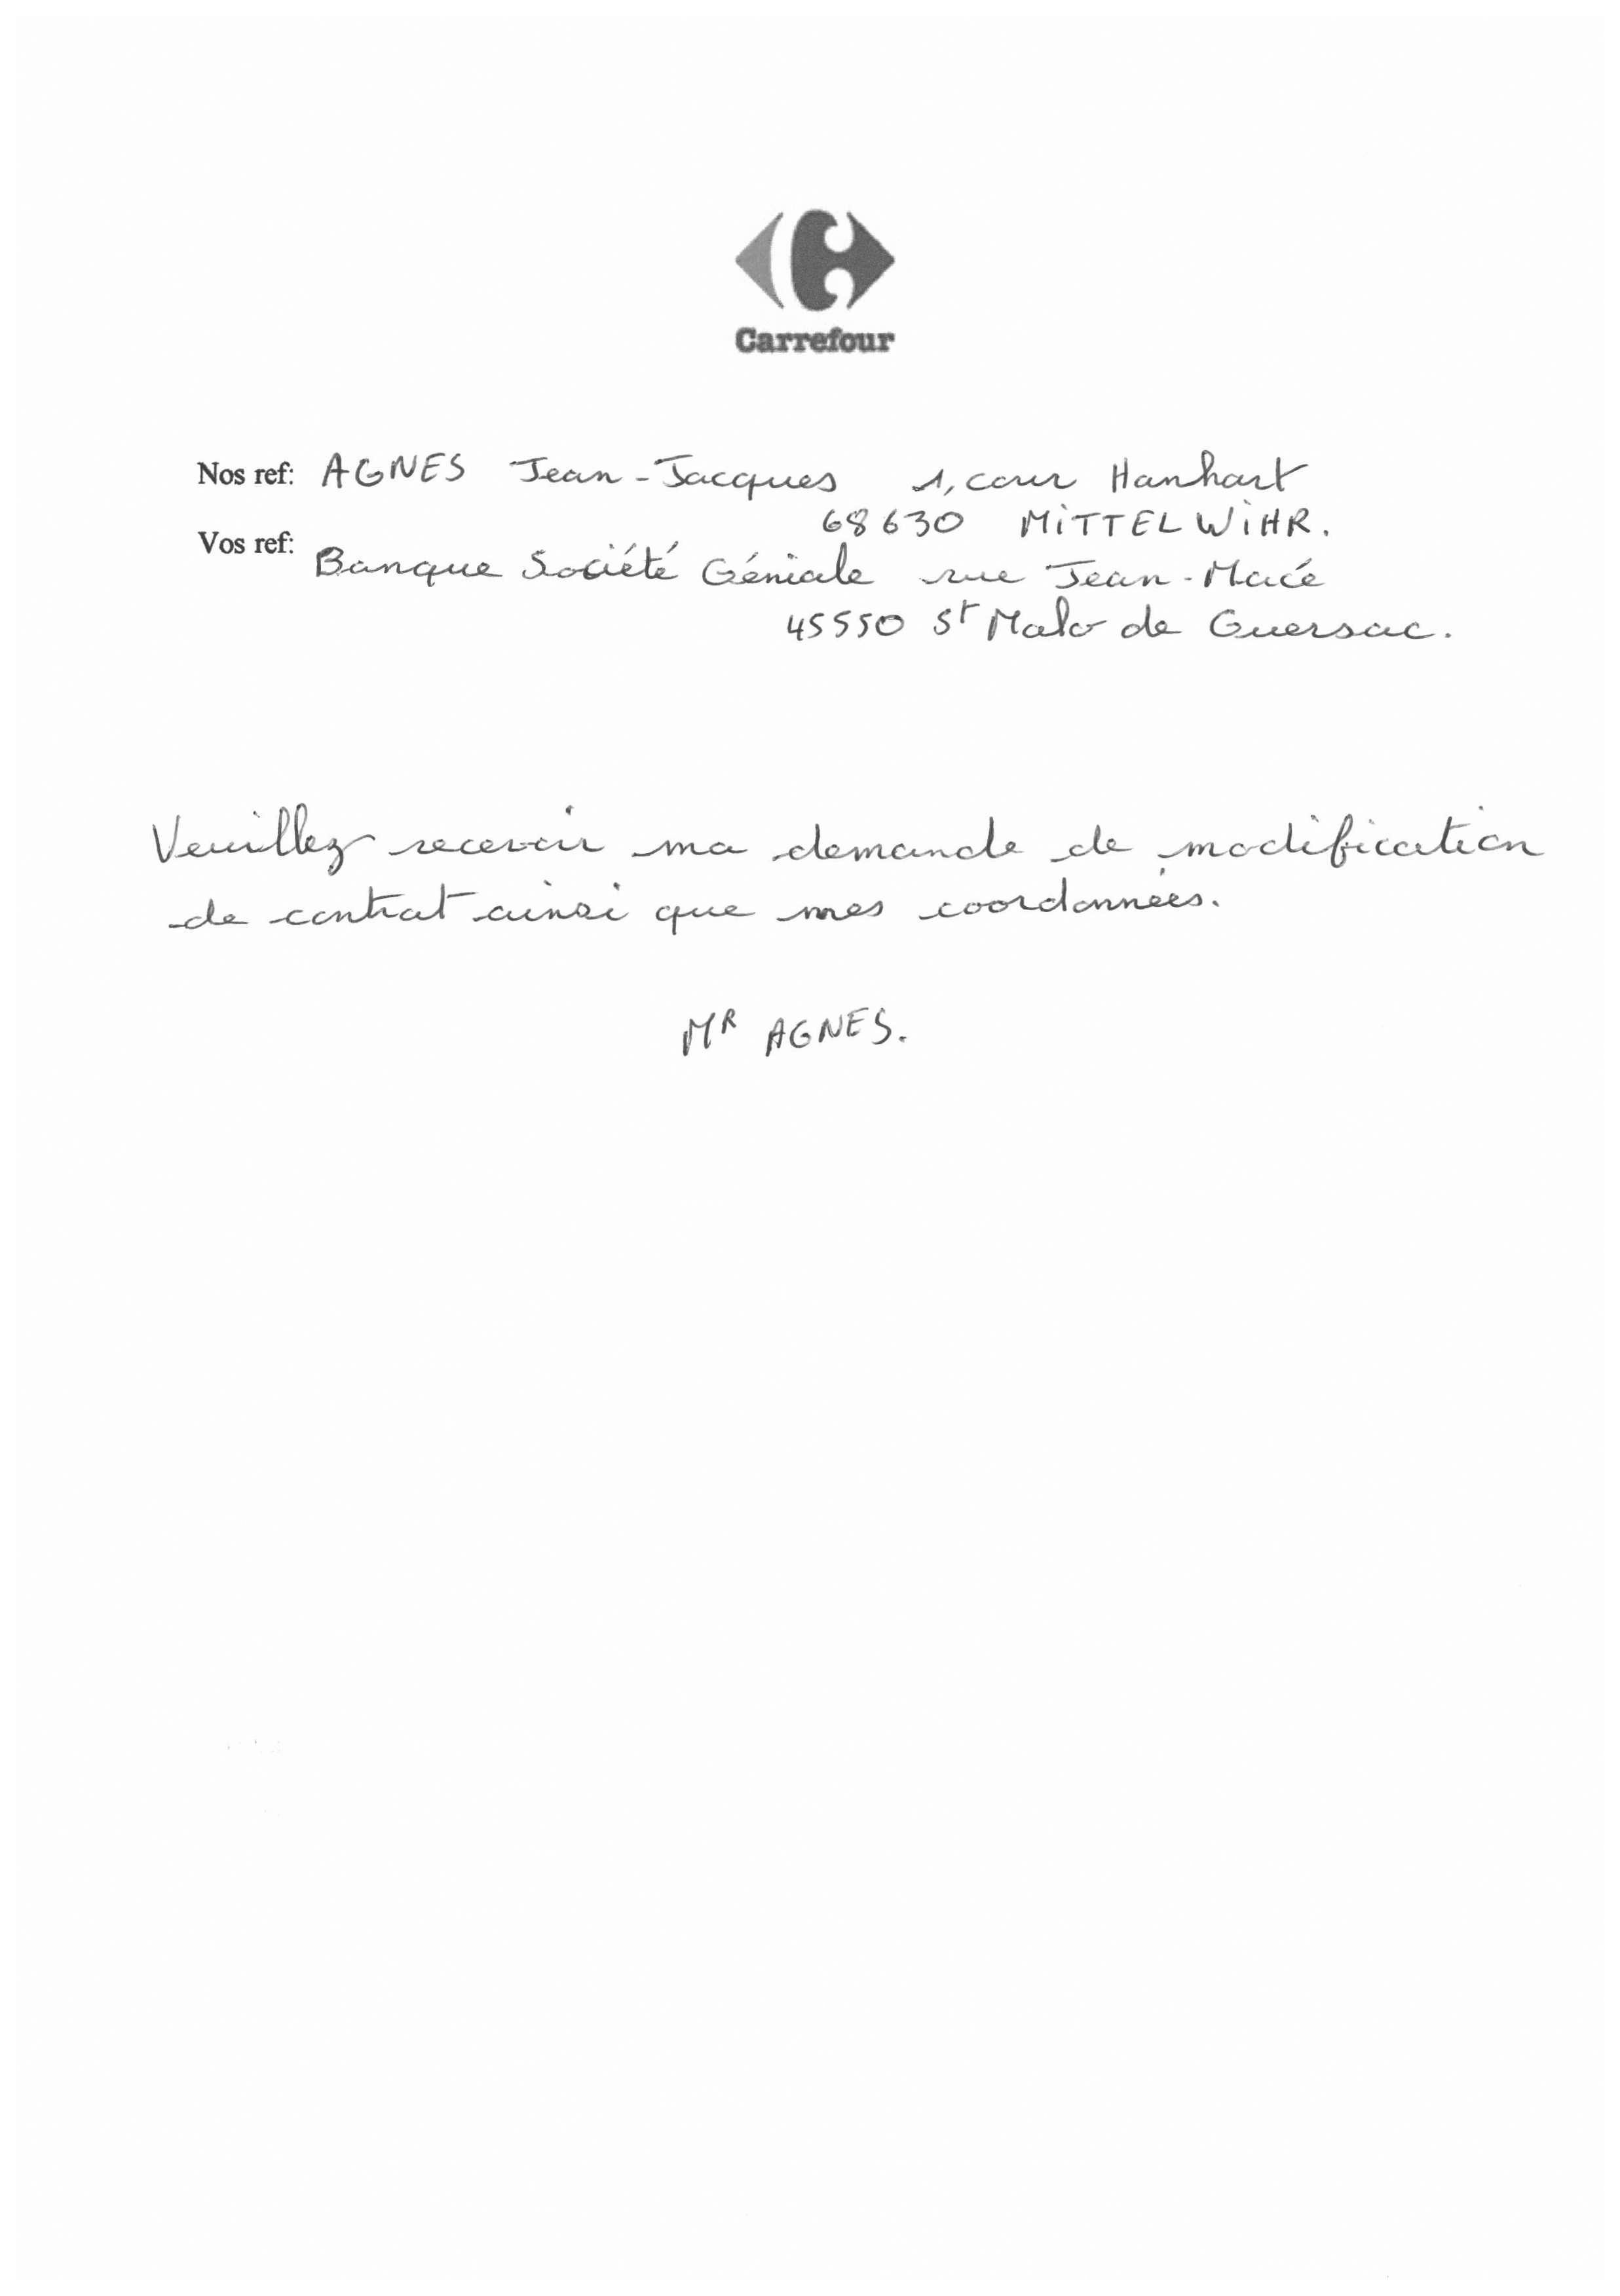 Carrefour
Nos ref: AGNES Jean-Jacques 1, cour Hanhart
68630 MiTTELWiHR.
Vos ref: Banque Société Géniale rue Jean-Macé
45550 St Malo de Guersac.
Veuillez recevoir ma demande de modification
de contrat ainsi que mes coordonnées.
MR AGNES.